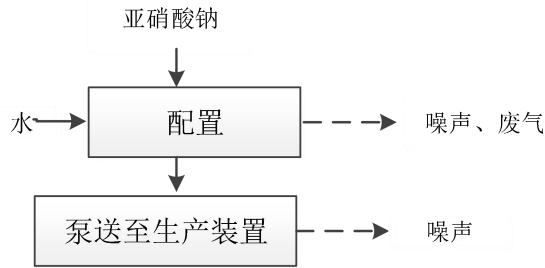 亚硝酸钠
水
配置
噪声、废气
泵送至生产装置
噪声